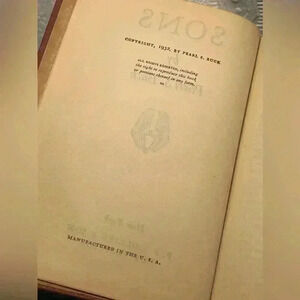 SONS
COPYRIGHT, 1932, BY PEARL S. BUCK
ALL RIGHTS RESERVED, including
the right to reproduce this book
or portions thereof in any form.
MANUFACTURED IN THE U. S. A.